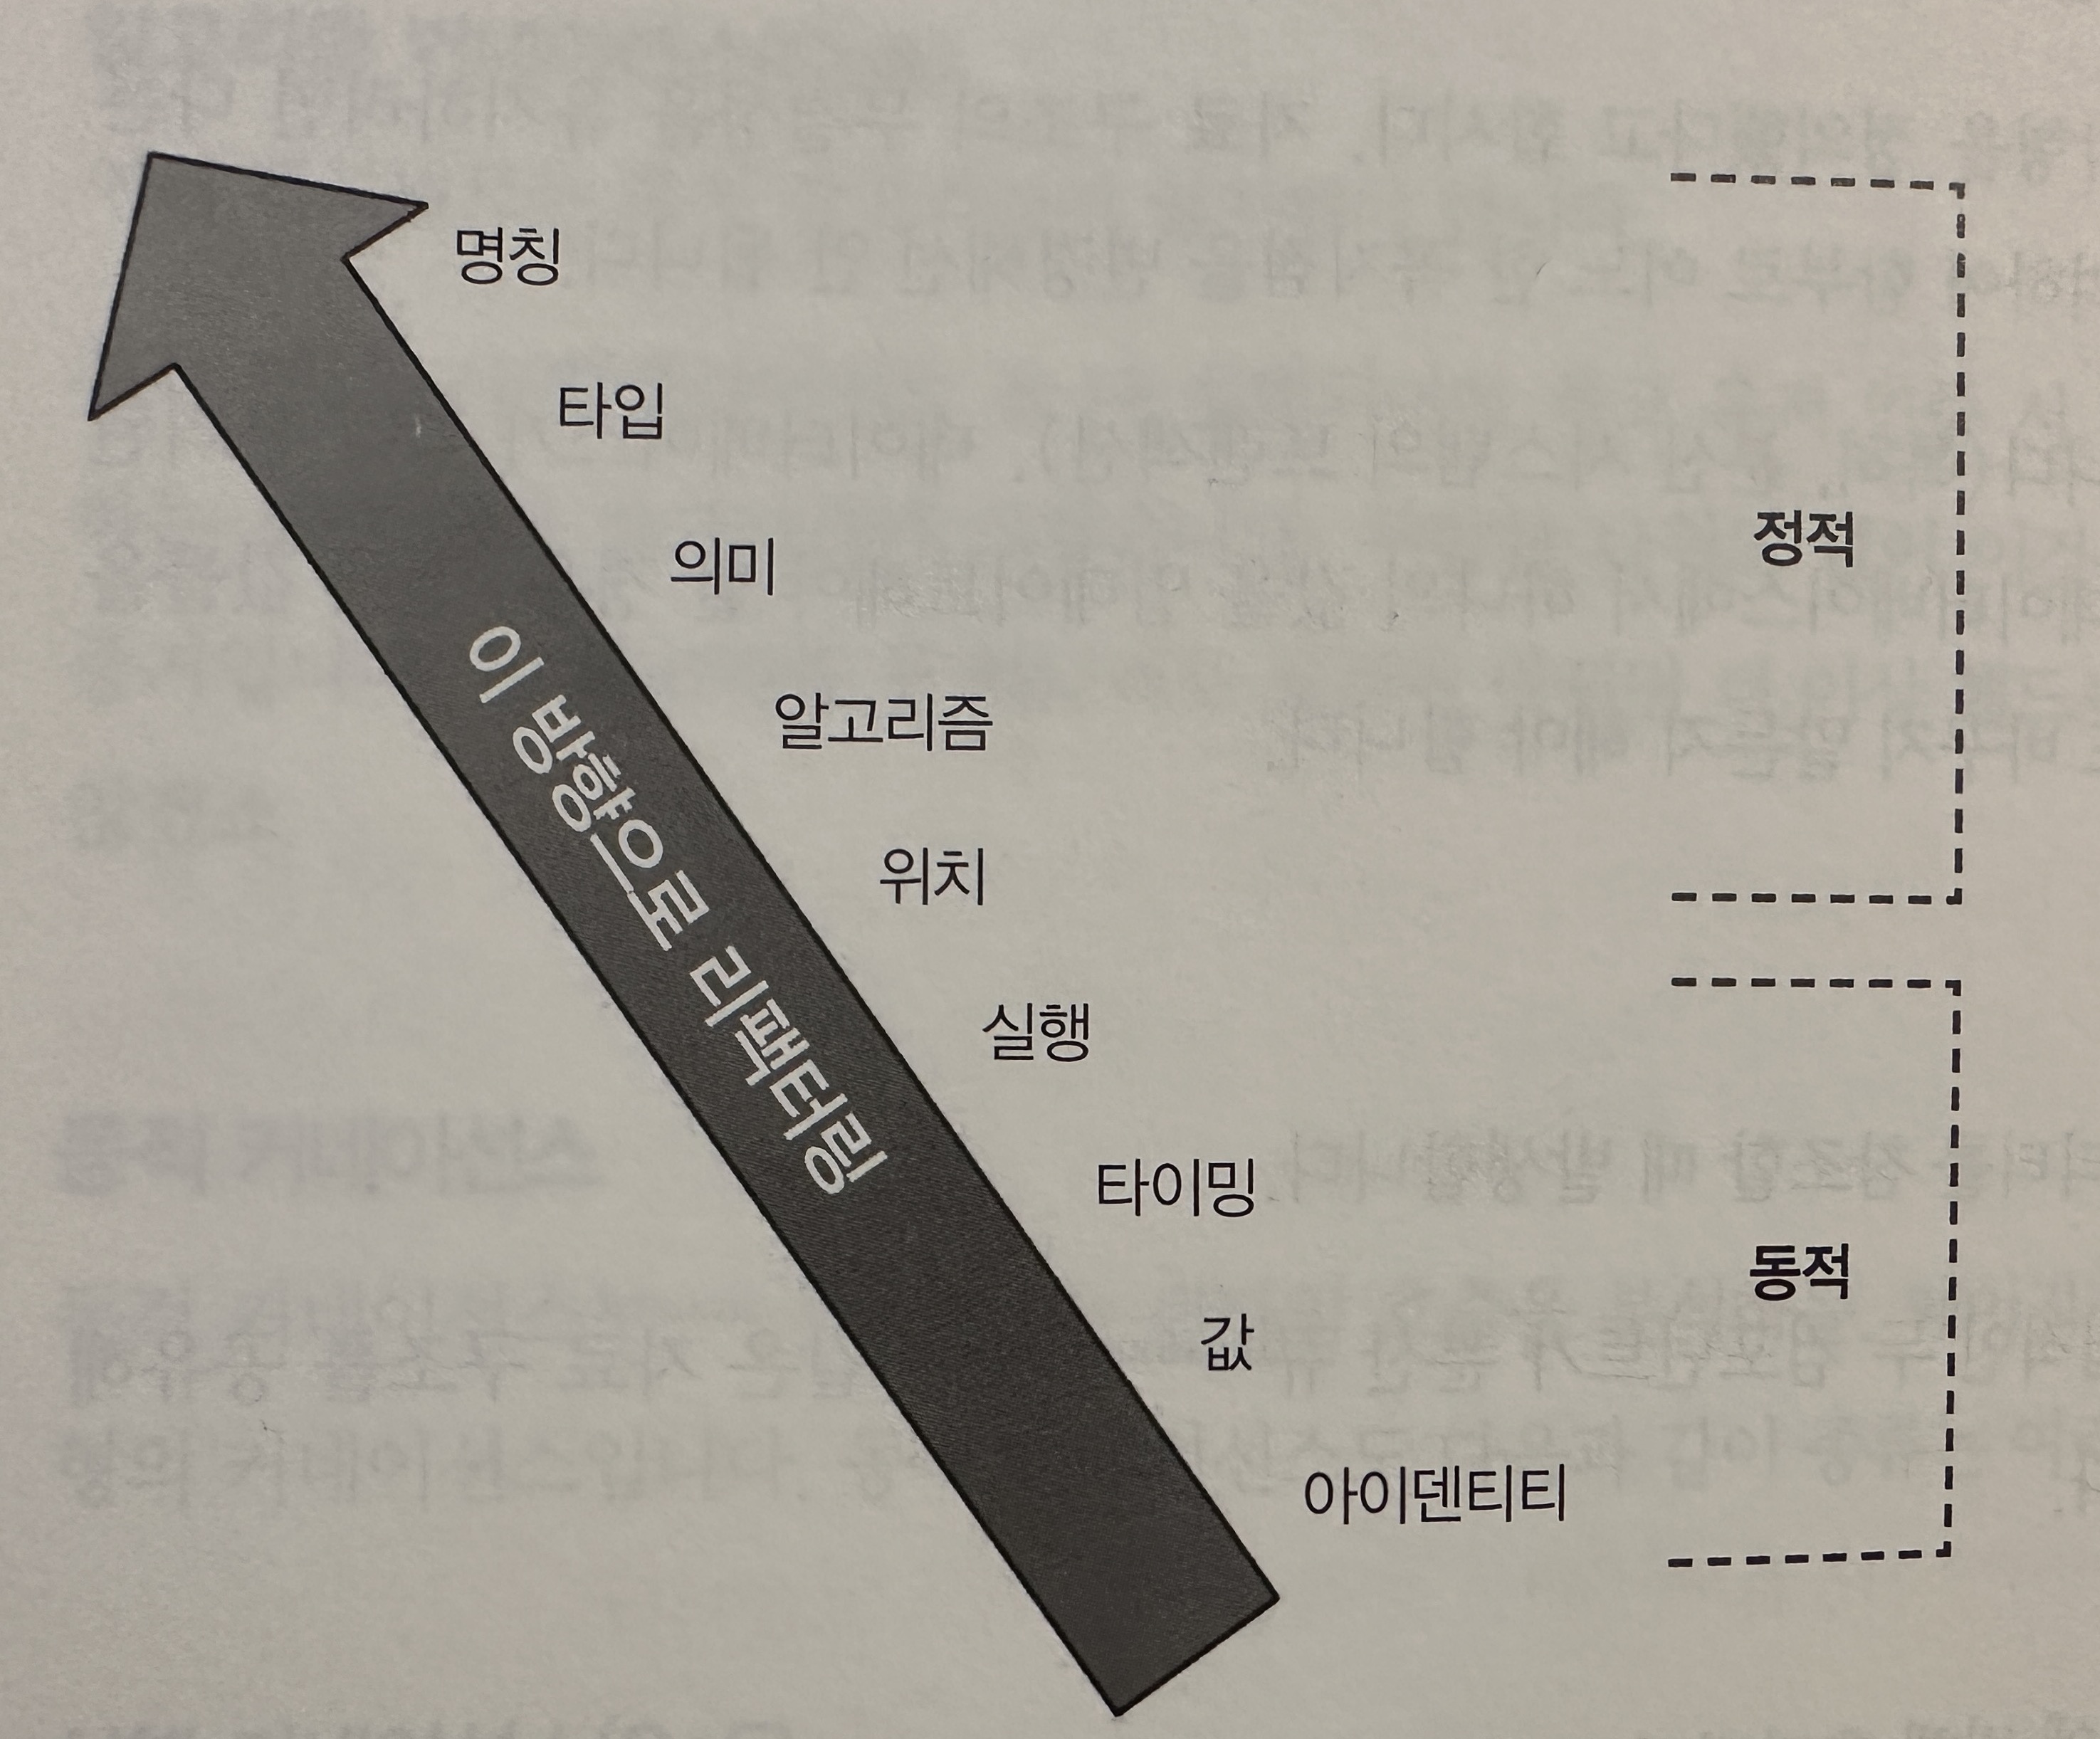 명칭
타입
의미
알고리즘
위치
실행
타이밍
값
아이덴티티
이 방향으로 리팩터링
정적
동적